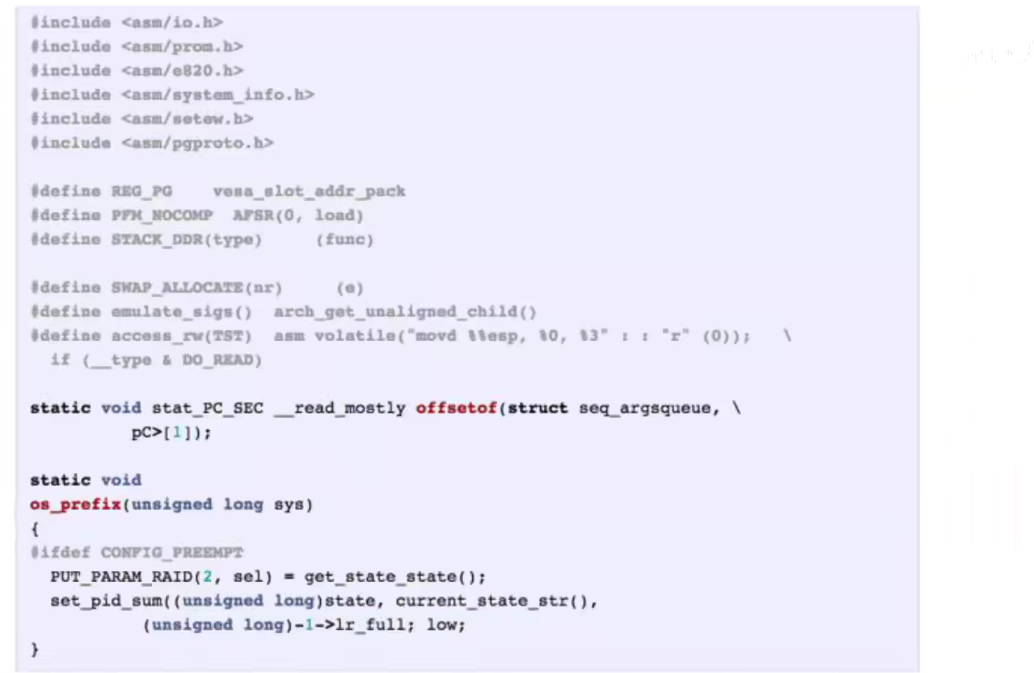 #include <asm/io.h>
#include <asm/prom.h>
#include <asm/e820.h>
#include <asm/system_info.h>
#include <asm/setew.h>
#include <asm/pgproto.h>
#define REG_PG    vesa_slot_addr_pack
#define PFM_NOCOMP  AFSR(0, load)
#define STACK_DDR(type)     (func)
#define SWAP_ALLOCATE(nr)     (e)
#define emulate_sigs()  arch_get_unaligned_child()
#define access_rw(TST)  asm volatile("movd %%esp, %0, %3" : : "r" (0));   \
  if (__type & DO_READ)
static void stat_PC_SEC __read_mostly offsetof(struct seq_argsqueue, \
          pC>[1]);
static void
os_prefix(unsigned long sys)
{
#ifdef CONFIG_PREEMPT
  PUT_PARAM_RAID(2, sel) = get_state_state();
  set_pid_sum((unsigned long)state, current_state_str(),
           (unsigned long)-1->lr_full; low;
}